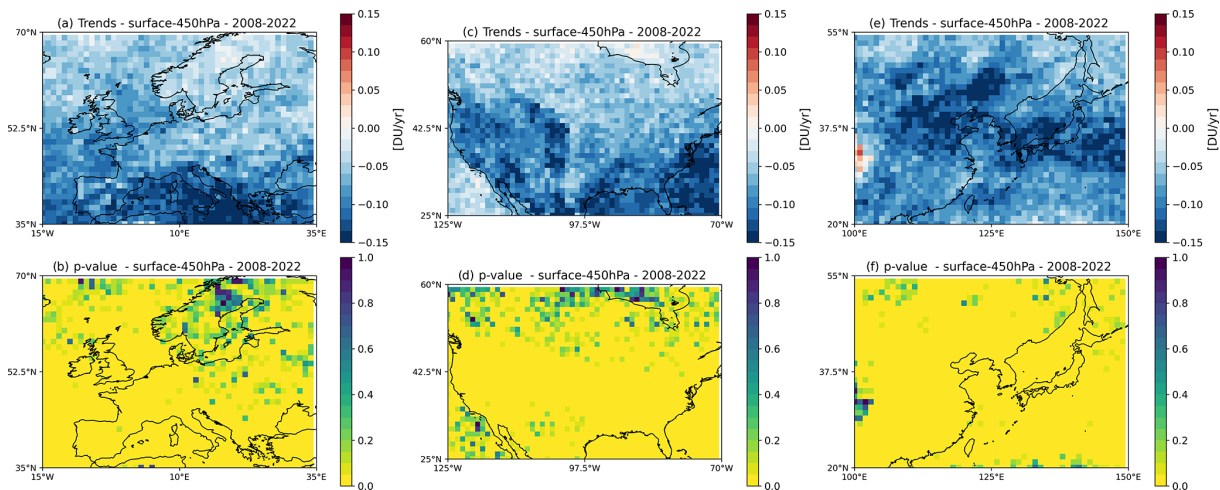 (a) Trends - surface-450hPa - 2008-2022
70°N
52.5°N
35°N
15°W
10°E
35°E
0.15
0.10
0.05
0.00
−0.05
−0.10
−0.15
[DU/yr]
(c) Trends - surface-450hPa - 2008-2022
60°N
42.5°N
25°N
125°W
97.5°W
70°W
0.15
0.10
0.05
0.00
−0.05
−0.10
−0.15
[DU/yr]
(e) Trends - surface-450hPa - 2008-2022
55°N
37.5°N
20°N
100°E
125°E
150°E
0.15
0.10
0.05
0.00
−0.05
−0.10
−0.15
[DU/yr]
(b) p-value - surface-450hPa - 2008-2022
70°N
52.5°N
35°N
15°W
10°E
35°E
1.0
0.8
0.6
0.4
0.2
0.0
(d) p-value - surface-450hPa - 2008-2022
60°N
42.5°N
25°N
125°W
97.5°W
70°W
1.0
0.8
0.6
0.4
0.2
0.0
(f) p-value - surface-450hPa - 2008-2022
55°N
37.5°N
20°N
100°E
125°E
150°E
1.0
0.8
0.6
0.4
0.2
0.0